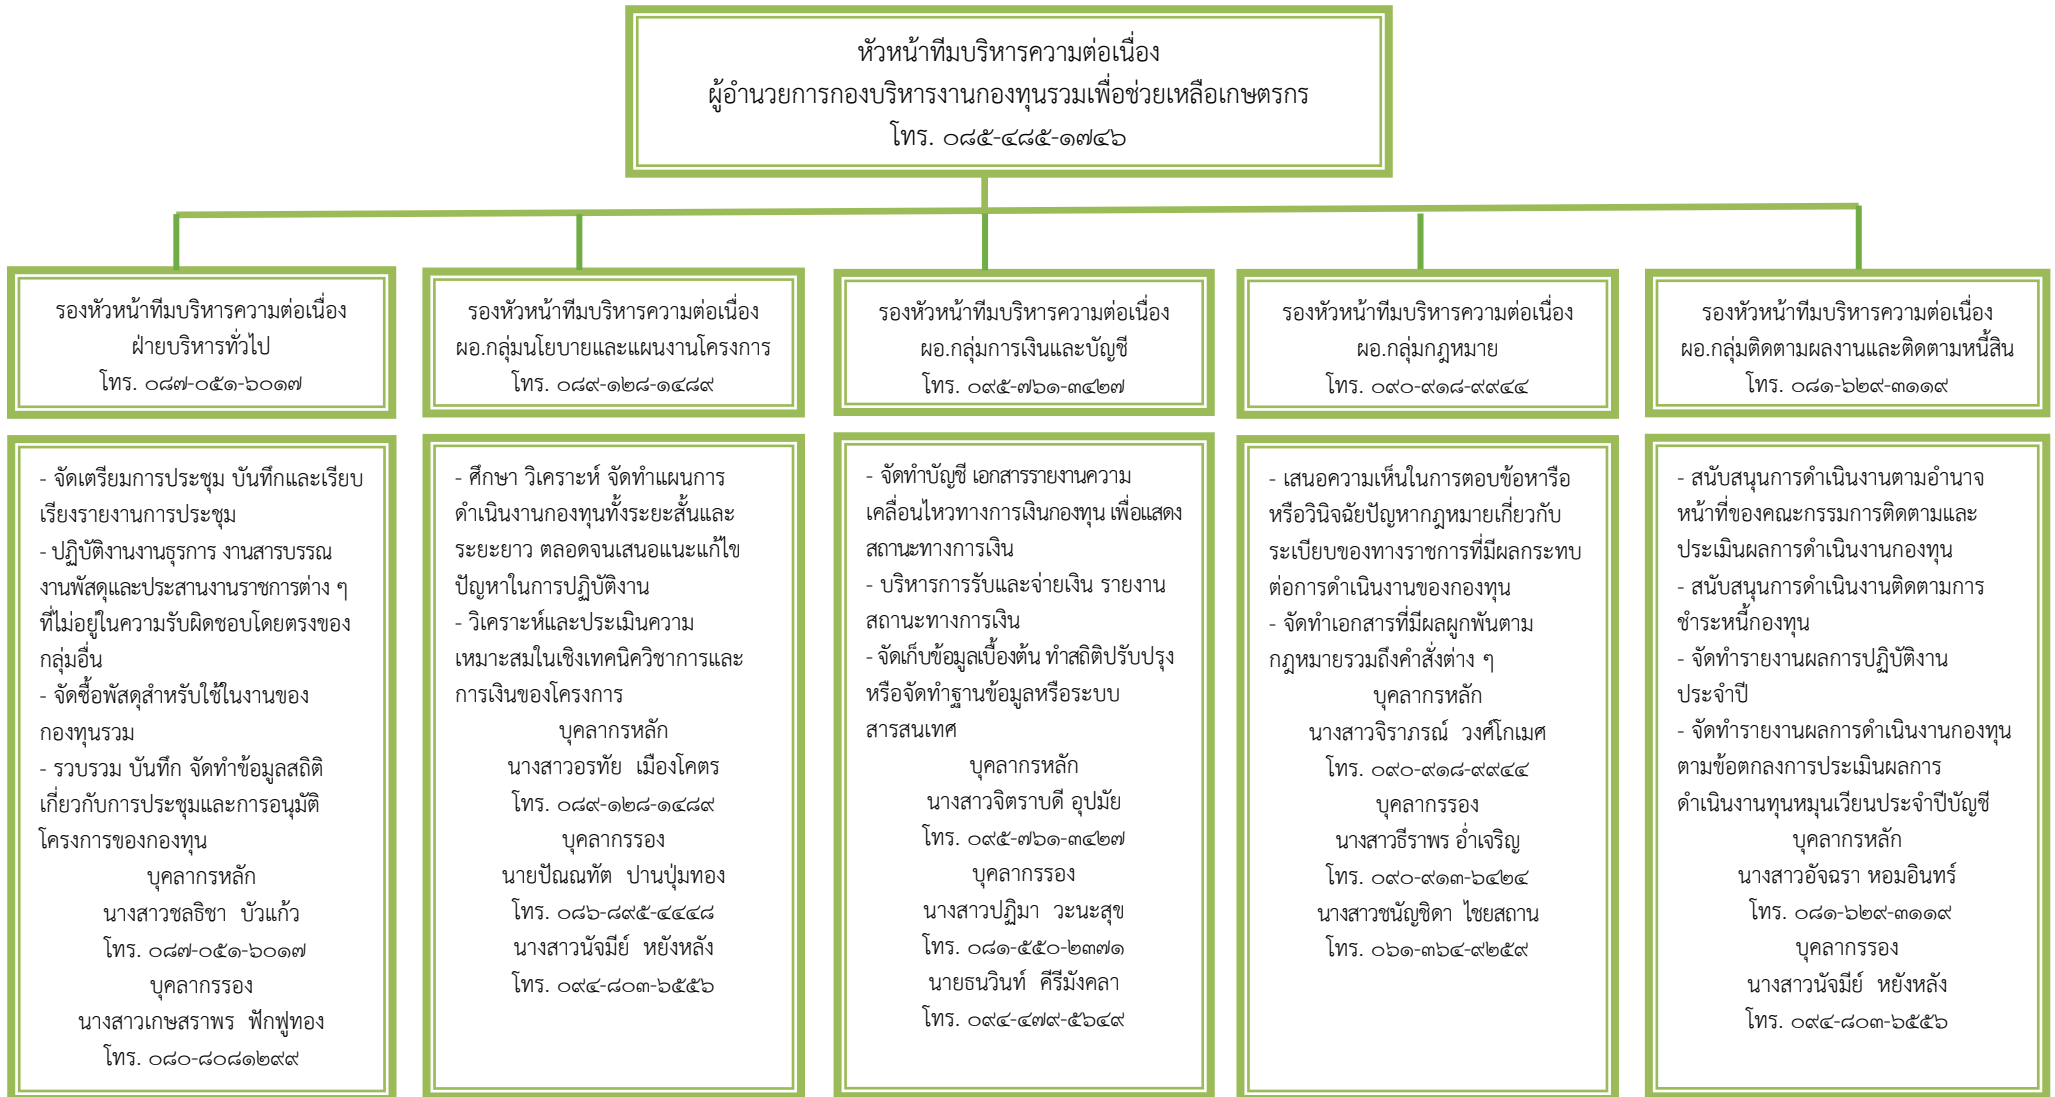 หัวหน้าทีมบริหารความต่อเนื่อง
ผู้อำนวยการกองบริหารงานกองทุนรวมเพื่อช่วยเหลือเกษตรกร
โทร. ๐๘๕-๔๘๕-๑๗๔๖
รองหัวหน้าทีมบริหารความต่อเนื่อง
ฝ่ายบริหารทั่วไป
โทร. ๐๘๗-๐๕๑-๖๐๑๗
- จัดเตรียมการประชุม บันทึกและเรียบ
เรียงรายงานการประชุม
- ปฏิบัติงานงานธุรการ งานสารบรรณ
งานพัสดุและประสานงานราชการต่าง ๆ
ที่ไม่อยู่ในความรับผิดชอบโดยตรงของ
กลุ่มอื่น
- จัดซื้อพัสดุสำหรับใช้ในงานของ
กองทุนรวม
- รวบรวม บันทึก จัดทำข้อมูลสถิติ
เกี่ยวกับการประชุมและการอนุมัติ
โครงการของกองทุน
บุคลากรหลัก
นางสาวชลธิชา บัวแก้ว
โทร. ๐๘๗-๐๕๑-๖๐๑๗
บุคลากรรอง
นางสาวเกษสราพร ฟักฟูทอง
โทร. ๐๘๐-๘๐๘๑๒๙๙
รองหัวหน้าทีมบริหารความต่อเนื่อง
ผอ.กลุ่มนโยบายและแผนงานโครงการ
โทร. ๐๘๙-๑๒๘-๑๔๘๙
- ศึกษา วิเคราะห์ จัดทำแผนการ
ดำเนินงานกองทุนทั้งระยะสั้นและ
ระยะยาว ตลอดจนเสนอแนะแก้ไข
ปัญหาในการปฏิบัติงาน
- วิเคราะห์และประเมินความ
เหมาะสมในเชิงเทคนิควิชาการและ
การเงินของโครงการ
บุคลากรหลัก
นางสาวอรทัย เมืองโคตร
โทร. ๐๘๙-๑๒๘-๑๔๘๙
บุคลากรรอง
นายปัณณทัต ปานปุ่มทอง
โทร. ๐๘๖-๘๙๕-๔๔๔๘
นางสาวนัจมีย์ หยังหลัง
โทร. ๐๙๔-๘๐๓-๖๕๕๖
รองหัวหน้าทีมบริหารความต่อเนื่อง
ผอ.กลุ่มการเงินและบัญชี
โทร. ๐๙๕-๗๖๑-๓๔๒๗
- จัดทำบัญชี เอกสารรายงานความ
เคลื่อนไหวทางการเงินกองทุน เพื่อแสดง
สถานะทางการเงิน
- บริหารการรับและจ่ายเงิน รายงาน
สถานะทางการเงิน
- จัดเก็บข้อมูลเบื้องต้น ทำสถิติปรับปรุง
หรือจัดทำฐานข้อมูลหรือระบบ
สารสนเทศ
บุคลากรหลัก
นางสาวจิตราบดี อุปมัย
โทร. ๐๙๕-๗๖๑-๓๔๒๗
บุคลากรรอง
นางสาวปฏิมา วะนะสุข
โทร. ๐๘๑-๕๕๐-๒๓๗๑
นายธนวินท์ คีรีมังคลา
โทร. ๐๙๔-๔๗๙-๕๖๔๙
รองหัวหน้าทีมบริหารความต่อเนื่อง
ผอ.กลุ่มกฎหมาย
โทร. ๐๙๐-๙๑๘-๙๙๔๔
- เสนอความเห็นในการตอบข้อหารือ
หรือวินิจฉัยปัญหากฎหมายเกี่ยวกับ
ระเบียบของทางราชการที่มีผลกระทบ
ต่อการดำเนินงานของกองทุน
- จัดทำเอกสารที่มีผลผูกพันตาม
กฎหมายรวมถึงคำสั่งต่าง ๆ
บุคลากรหลัก
นางสาวจิราภรณ์ วงศ์โกเมศ
โทร. ๐๙๐-๙๑๘-๙๙๔๔
บุคลากรรอง
นางสาวธีราพร อ่ำเจริญ
โทร. ๐๙๐-๙๑๓-๖๔๒๔
นางสาวชนัญชิดา ไชยสถาน
โทร. ๐๖๑-๓๖๔-๙๒๕๙
รองหัวหน้าทีมบริหารความต่อเนื่อง
ผอ.กลุ่มติดตามผลงานและติดตามหนี้สิน
โทร. ๐๘๑-๖๒๙-๓๑๑๙
- สนับสนุนการดำเนินงานตามอำนาจ
หน้าที่ของคณะกรรมการติดตามและ
ประเมินผลการดำเนินงานกองทุน
- สนับสนุนการดำเนินงานติดตามการ
ชำระหนี้กองทุน
- จัดทำรายงานผลการปฏิบัติงาน
ประจำปี
- จัดทำรายงานผลการดำเนินงานกองทุน
ตามข้อตกลงการประเมินผลการ
ดำเนินงานทุนหมุนเวียนประจำปีบัญชี
บุคลากรหลัก
นางสาวอัจฉรา หอมอินทร์
โทร. ๐๘๑-๖๒๙-๓๑๑๙
บุคลากรรอง
นางสาวนัจมีย์ หยังหลัง
โทร. ๐๙๔-๘๐๓-๖๕๕๖